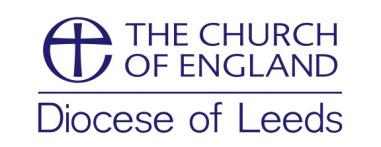 THE CHURCH
OF ENGLAND
Diocese of Leeds